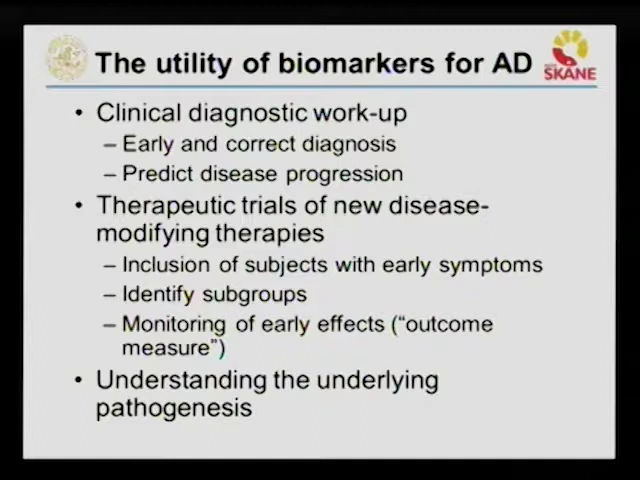 The utility of biomarkers for AD
SKANE
• Clinical diagnostic work-up
– Early and correct diagnosis
– Predict disease progression
• Therapeutic trials of new disease-
modifying therapies
– Inclusion of subjects with early symptoms
– Identify subgroups
– Monitoring of early effects (“outcome
measure”)
• Understanding the underlying
pathogenesis